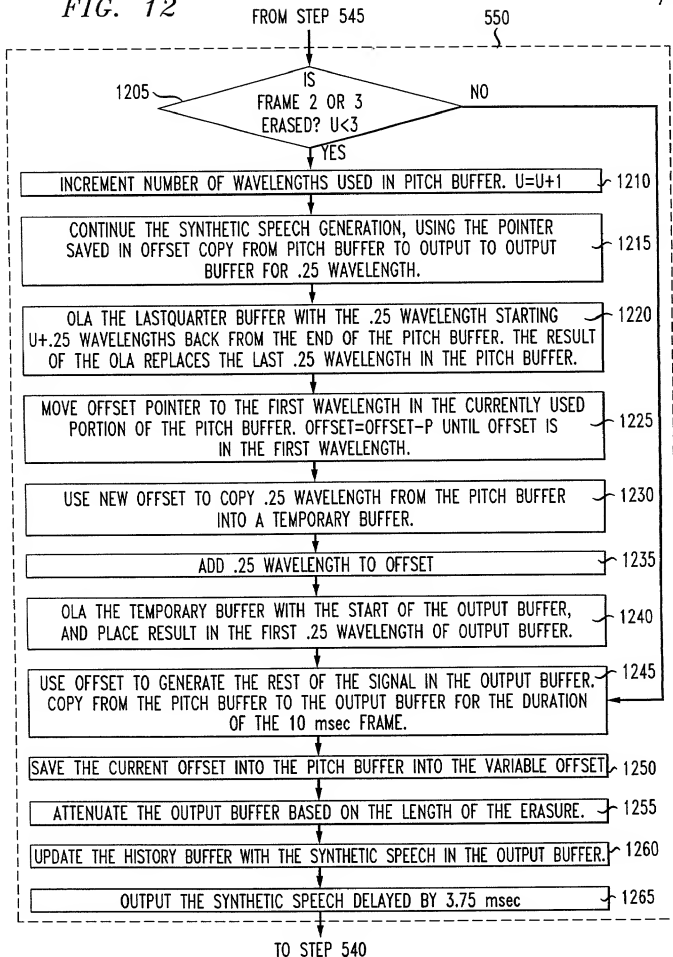 FIG. 12
FROM STEP 545
550
1205
IS
FRAME 2 OR 3
ERASED? U<3
NO
YES
INCREMENT NUMBER OF WAVELENGTHS USED IN PITCH BUFFER. U=U+1
1210
CONTINUE THE SYNTHETIC SPEECH GENERATION, USING THE POINTER
SAVED IN OFFSET COPY FROM PITCH BUFFER TO OUTPUT TO OUTPUT
BUFFER FOR .25 WAVELENGTH.
1215
OLA THE LASTQUARTER BUFFER WITH THE .25 WAVELENGTH STARTING
U+.25 WAVELENGTHS BACK FROM THE END OF THE PITCH BUFFER. THE RESULT
OF THE OLA REPLACES THE LAST .25 WAVELENGTH IN THE PITCH BUFFER.
1220
MOVE OFFSET POINTER TO THE FIRST WAVELENGTH IN THE CURRENTLY USED
PORTION OF THE PITCH BUFFER. OFFSET=OFFSET-P UNTIL OFFSET IS
IN THE FIRST WAVELENGTH.
1225
USE NEW OFFSET TO COPY .25 WAVELENGTH FROM THE PITCH BUFFER
INTO A TEMPORARY BUFFER.
1230
ADD .25 WAVELENGTH TO OFFSET
1235
OLA THE TEMPORARY BUFFER WITH THE START OF THE OUTPUT BUFFER,
AND PLACE RESULT IN THE FIRST .25 WAVELENGTH OF OUTPUT BUFFER.
1240
USE OFFSET TO GENERATE THE REST OF THE SIGNAL IN THE OUTPUT BUFFER.
COPY FROM THE PITCH BUFFER TO THE OUTPUT BUFFER FOR THE DURATION
OF THE 10 msec FRAME.
1245
SAVE THE CURRENT OFFSET INTO THE PITCH BUFFER INTO THE VARIABLE OFFSET
1250
ATTENUATE THE OUTPUT BUFFER BASED ON THE LENGTH OF THE ERASURE.
1255
UPDATE THE HISTORY BUFFER WITH THE SYNTHETIC SPEECH IN THE OUTPUT BUFFER.
1260
OUTPUT THE SYNTHETIC SPEECH DELAYED BY 3.75 msec
1265
TO STEP 540